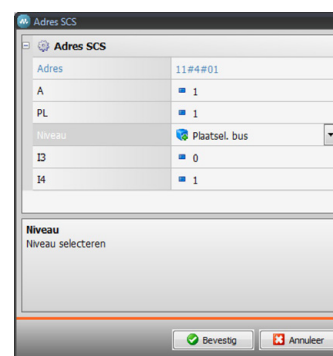 Adres SCS
Adres SCS
Adres 11#4#01
A 1
PL 1
Niveau Plaatsel. bus
I3 0
I4 1
Niveau
Niveau selecteren
Bevestig Annuleer